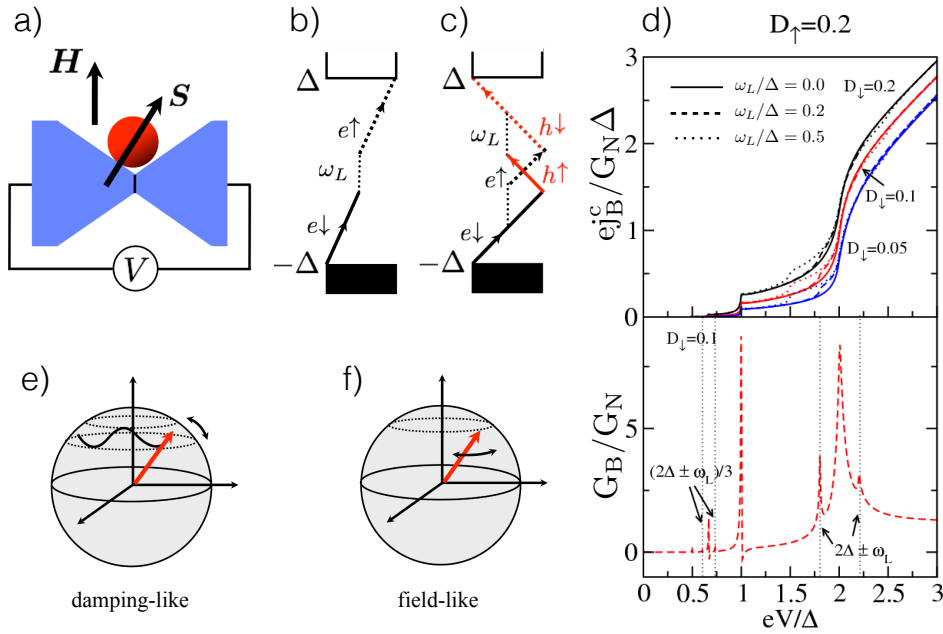 a)
H
S
V
b)
Δ
e↑
ω_L
e↓
−Δ
c)
Δ
h↓
ω_L
e↑
h↑
e↓
−Δ
d)
D↑=0.2
ej_B^c/G_NΔ
3
2
1
0
ω_L/Δ = 0.0
ω_L/Δ = 0.2
ω_L/Δ = 0.5
D↓=0.2
D↓=0.1
D↓=0.05
G_B/G_N
5
0
D↓=0.1
(2Δ ± ω_L)/3
2Δ ± ω_L
0 0.5 1 1.5 2 2.5 3
eV/Δ
e)
damping-like
f)
field-like